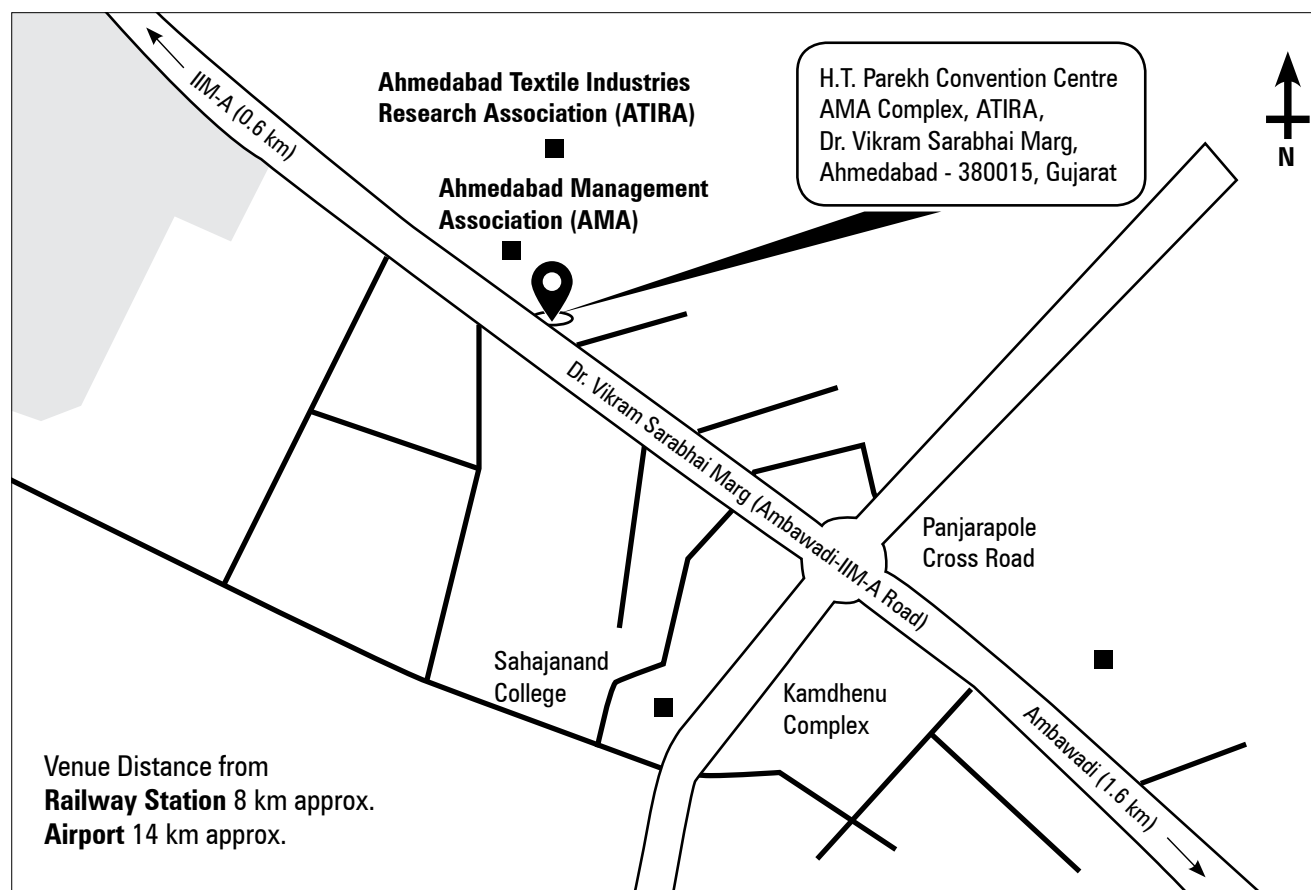 IIM-A (0.6 km)
Ahmedabad Textile Industries
Research Association (ATIRA)
Ahmedabad Management
Association (AMA)
H.T. Parekh Convention Centre
AMA Complex, ATIRA,
Dr. Vikram Sarabhai Marg,
Ahmedabad - 380015, Gujarat
N
Dr. Vikram Sarabhai Marg (Ambawadi-IIM-A Road)
Panjarapole
Cross Road
Sahajanand
College
Kamdhenu
Complex
Ambawadi (1.6 km)
Venue Distance from
Railway Station 8 km approx.
Airport 14 km approx.